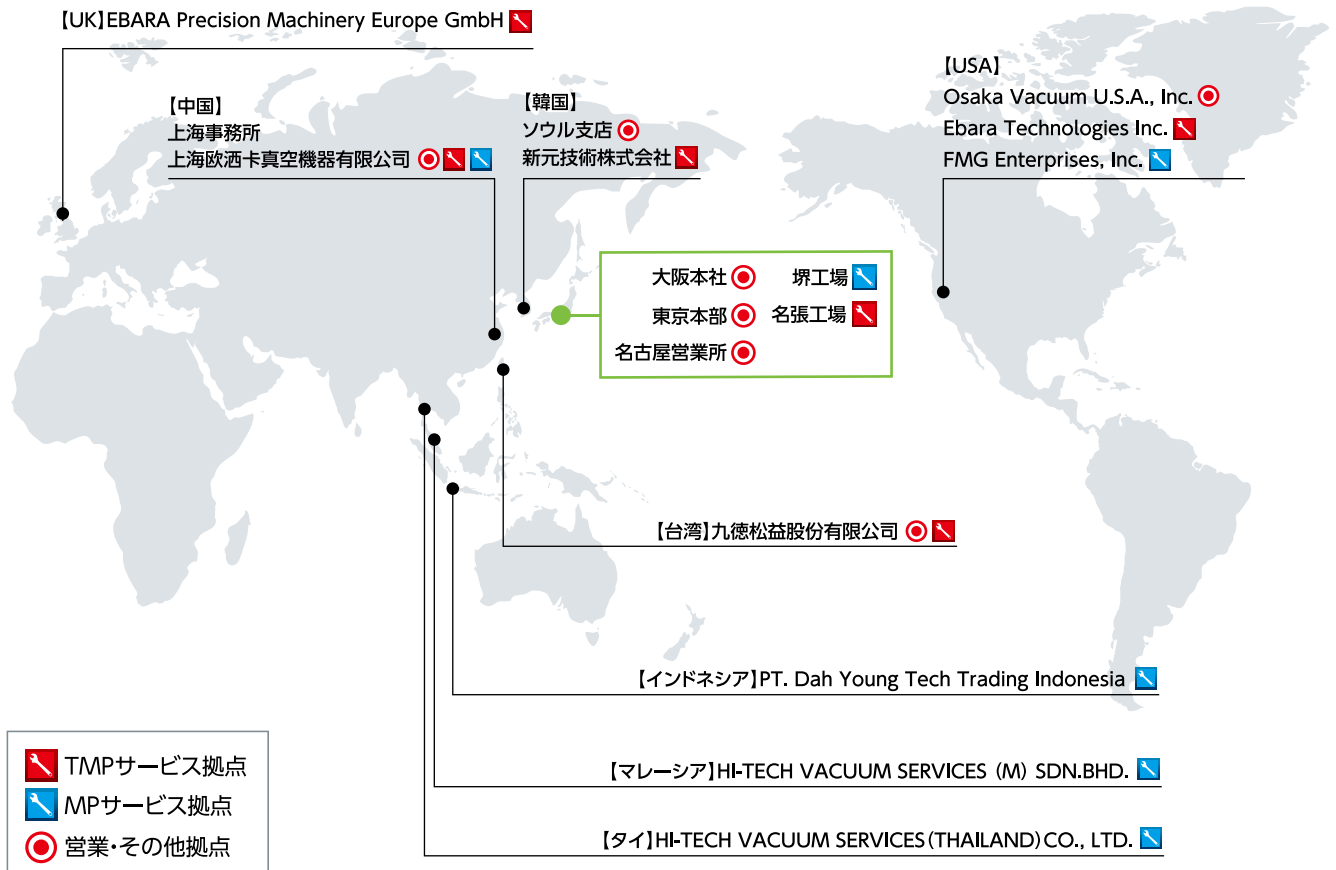 【UK】EBARA Precision Machinery Europe GmbH
【中国】
上海事務所
上海欧洒卡真空機器有限公司
【韓国】
ソウル支店
新元技術株式会社
【USA】
Osaka Vacuum U.S.A., Inc.
Ebara Technologies Inc.
FMG Enterprises, Inc.
大阪本社 堺工場
東京本部 名張工場
名古屋営業所
【台湾】九徳松益股份有限公司
【インドネシア】PT. Dah Young Tech Trading Indonesia
【マレーシア】HI-TECH VACUUM SERVICES (M) SDN.BHD.
【タイ】HI-TECH VACUUM SERVICES(THAILAND)CO., LTD.
TMPサービス拠点
MPサービス拠点
営業・その他拠点